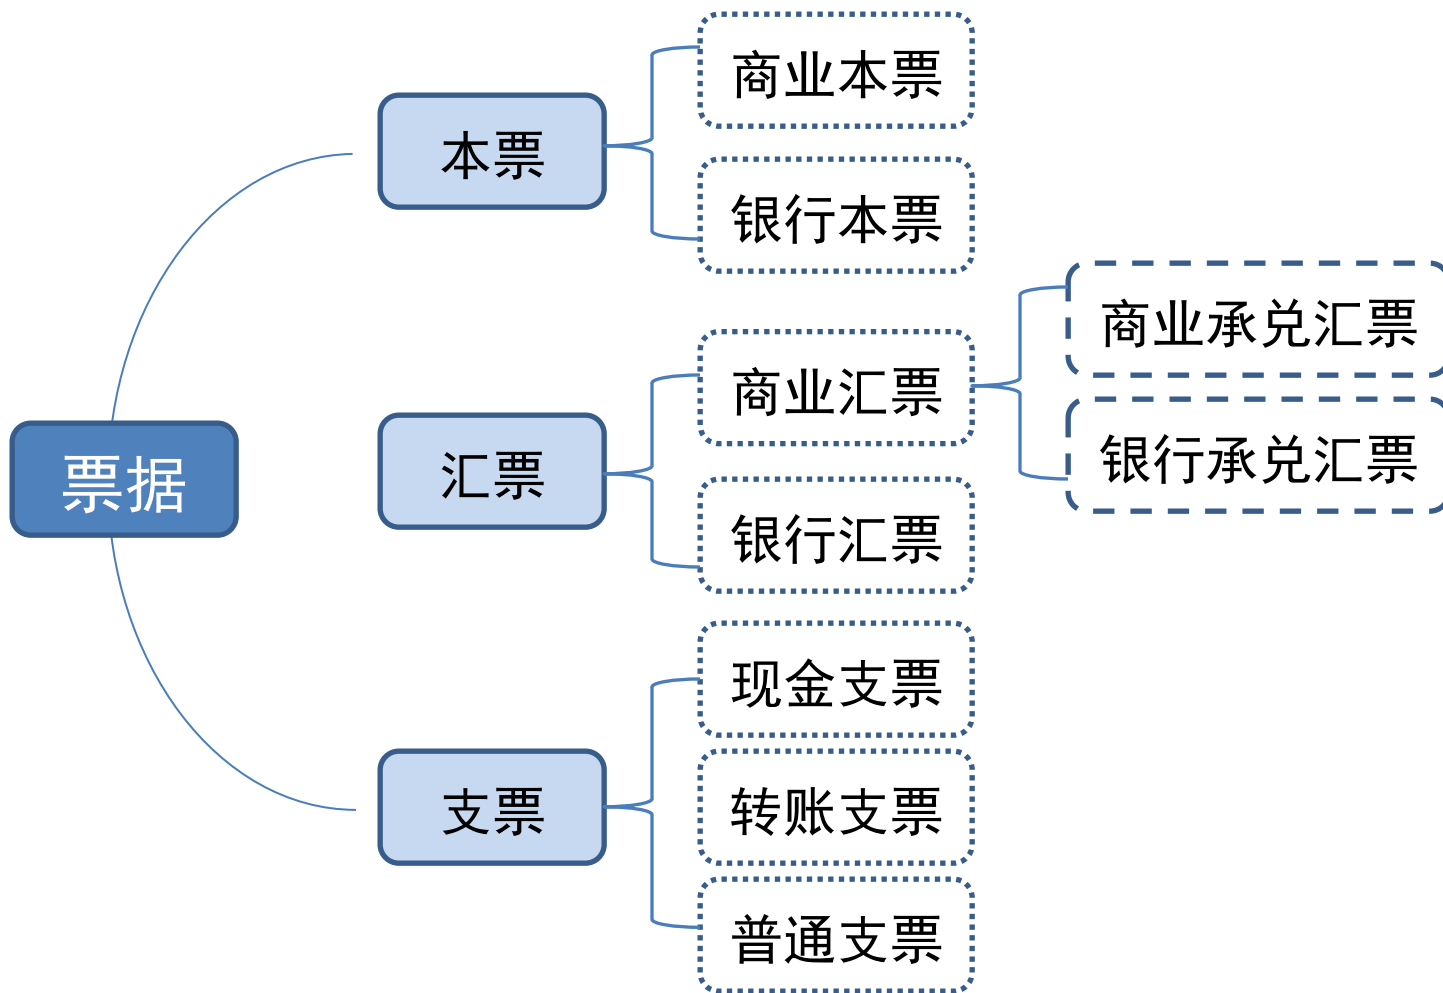 票据
本票
商业本票
银行本票
汇票
商业汇票
商业承兑汇票
银行承兑汇票
银行汇票
支票
现金支票
转账支票
普通支票